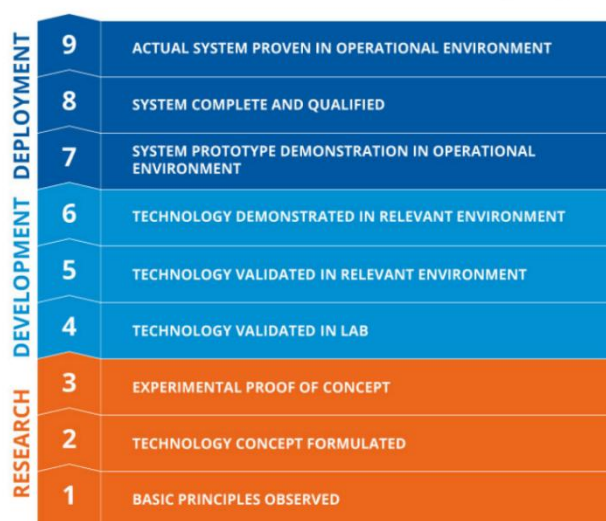 DEPLOYMENT
9 ACTUAL SYSTEM PROVEN IN OPERATIONAL ENVIRONMENT
8 SYSTEM COMPLETE AND QUALIFIED
7 SYSTEM PROTOTYPE DEMONSTRATION IN OPERATIONAL
ENVIRONMENT
DEVELOPMENT
6 TECHNOLOGY DEMONSTRATED IN RELEVANT ENVIRONMENT
5 TECHNOLOGY VALIDATED IN RELEVANT ENVIRONMENT
4 TECHNOLOGY VALIDATED IN LAB
RESEARCH
3 EXPERIMENTAL PROOF OF CONCEPT
2 TECHNOLOGY CONCEPT FORMULATED
1 BASIC PRINCIPLES OBSERVED